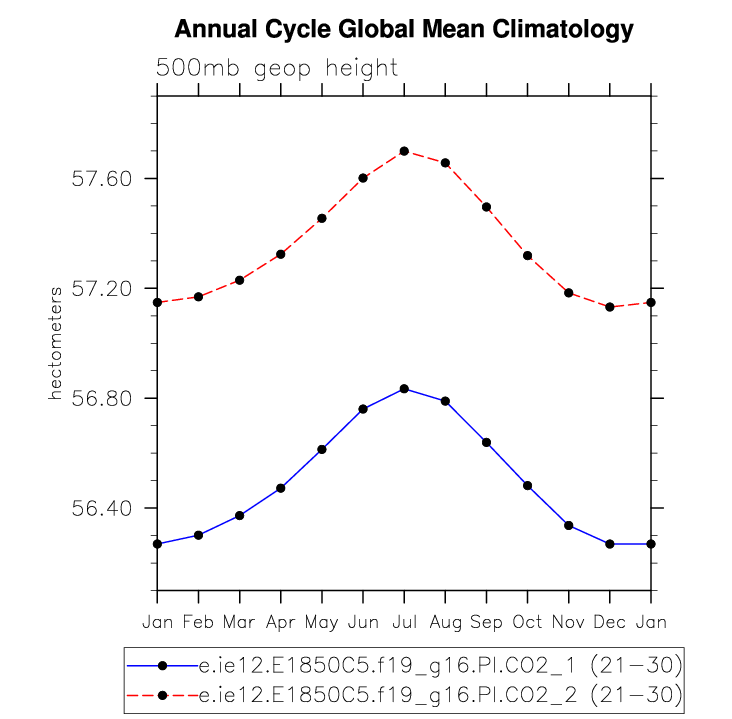 Annual Cycle Global Mean Climatology
500mb geop height
57.60
57.20
56.80
56.40
hectometers
Jan Feb Mar Apr May Jun Jul Aug Sep Oct Nov Dec Jan
e.ie12.E1850C5.f19_g16.PI.CO2_1 (21-30)
e.ie12.E1850C5.f19_g16.PI.CO2_2 (21-30)